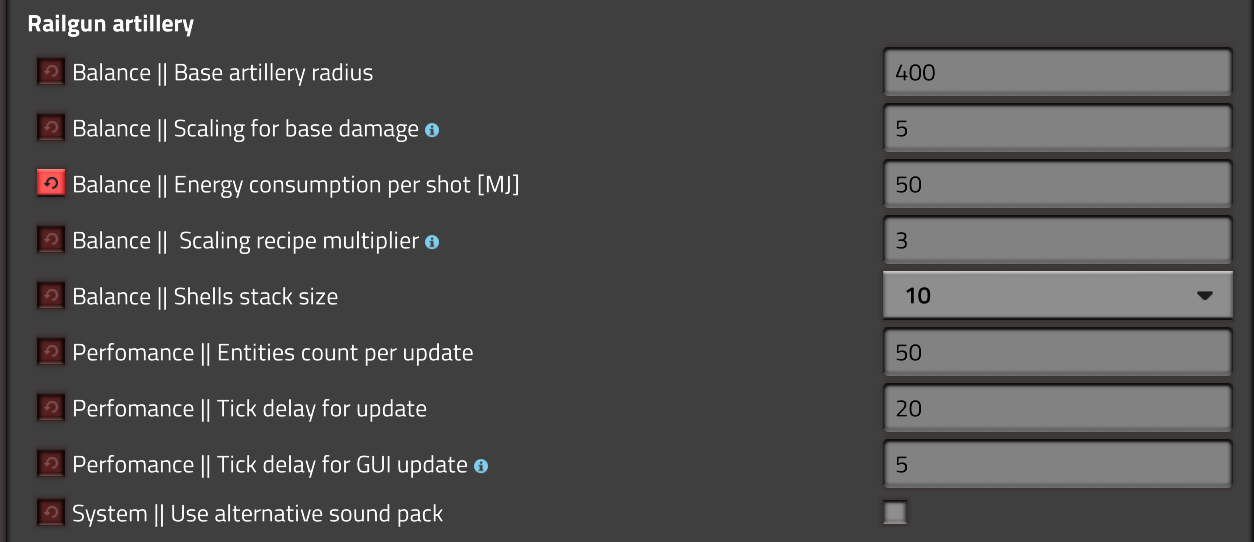 Railgun artillery
Balance || Base artillery radius 400
Balance || Scaling for base damage 5
Balance || Energy consumption per shot [MJ] 50
Balance ||  Scaling recipe multiplier 3
Balance || Shells stack size 10
Perfomance || Entities count per update 50
Perfomance || Tick delay for update 20
Perfomance || Tick delay for GUI update 5
System || Use alternative sound pack